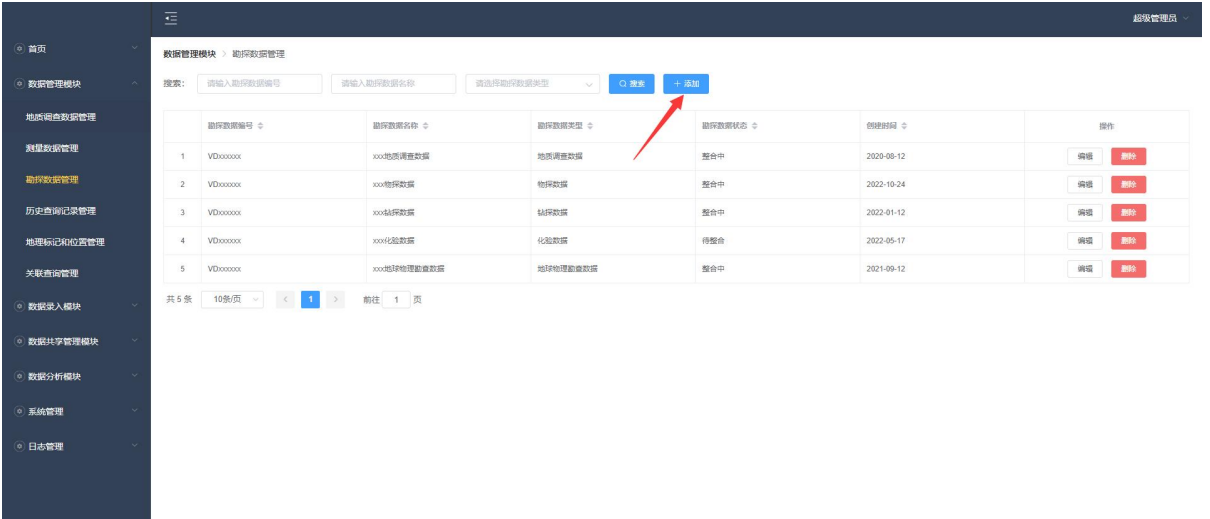 超级管理员
首页
数据管理模块
地质调查数据管理
测量数据管理
勘探数据管理
历史查询记录管理
地理标记和位置管理
关联查询管理
数据录入模块
数据共享管理模块
数据分析模块
系统管理
日志管理
数据管理模块 > 勘探数据管理
搜索: 请输入勘探数据编号 请输入勘探数据名称 请选择勘探数据类型 搜索 + 添加
勘探数据编号 勘探数据名称 勘探数据类型 勘探数据状态 创建时间 操作
1 VDxxxxxx xxx地质调查数据 地质调查数据 整合中 2020-08-12 编辑 删除
2 VDxxxxxx xxx物探数据 物探数据 整合中 2022-10-24 编辑 删除
3 VDxxxxxx xxx钻探数据 钻探数据 整合中 2022-01-12 编辑 删除
4 VDxxxxxx xxx化验数据 化验数据 待整合 2022-05-17 编辑 删除
5 VDxxxxxx xxx地球物理勘查数据 地球物理勘查数据 整合中 2021-09-12 编辑 删除
共 5 条 10条/页 < 1 > 前往 1 页